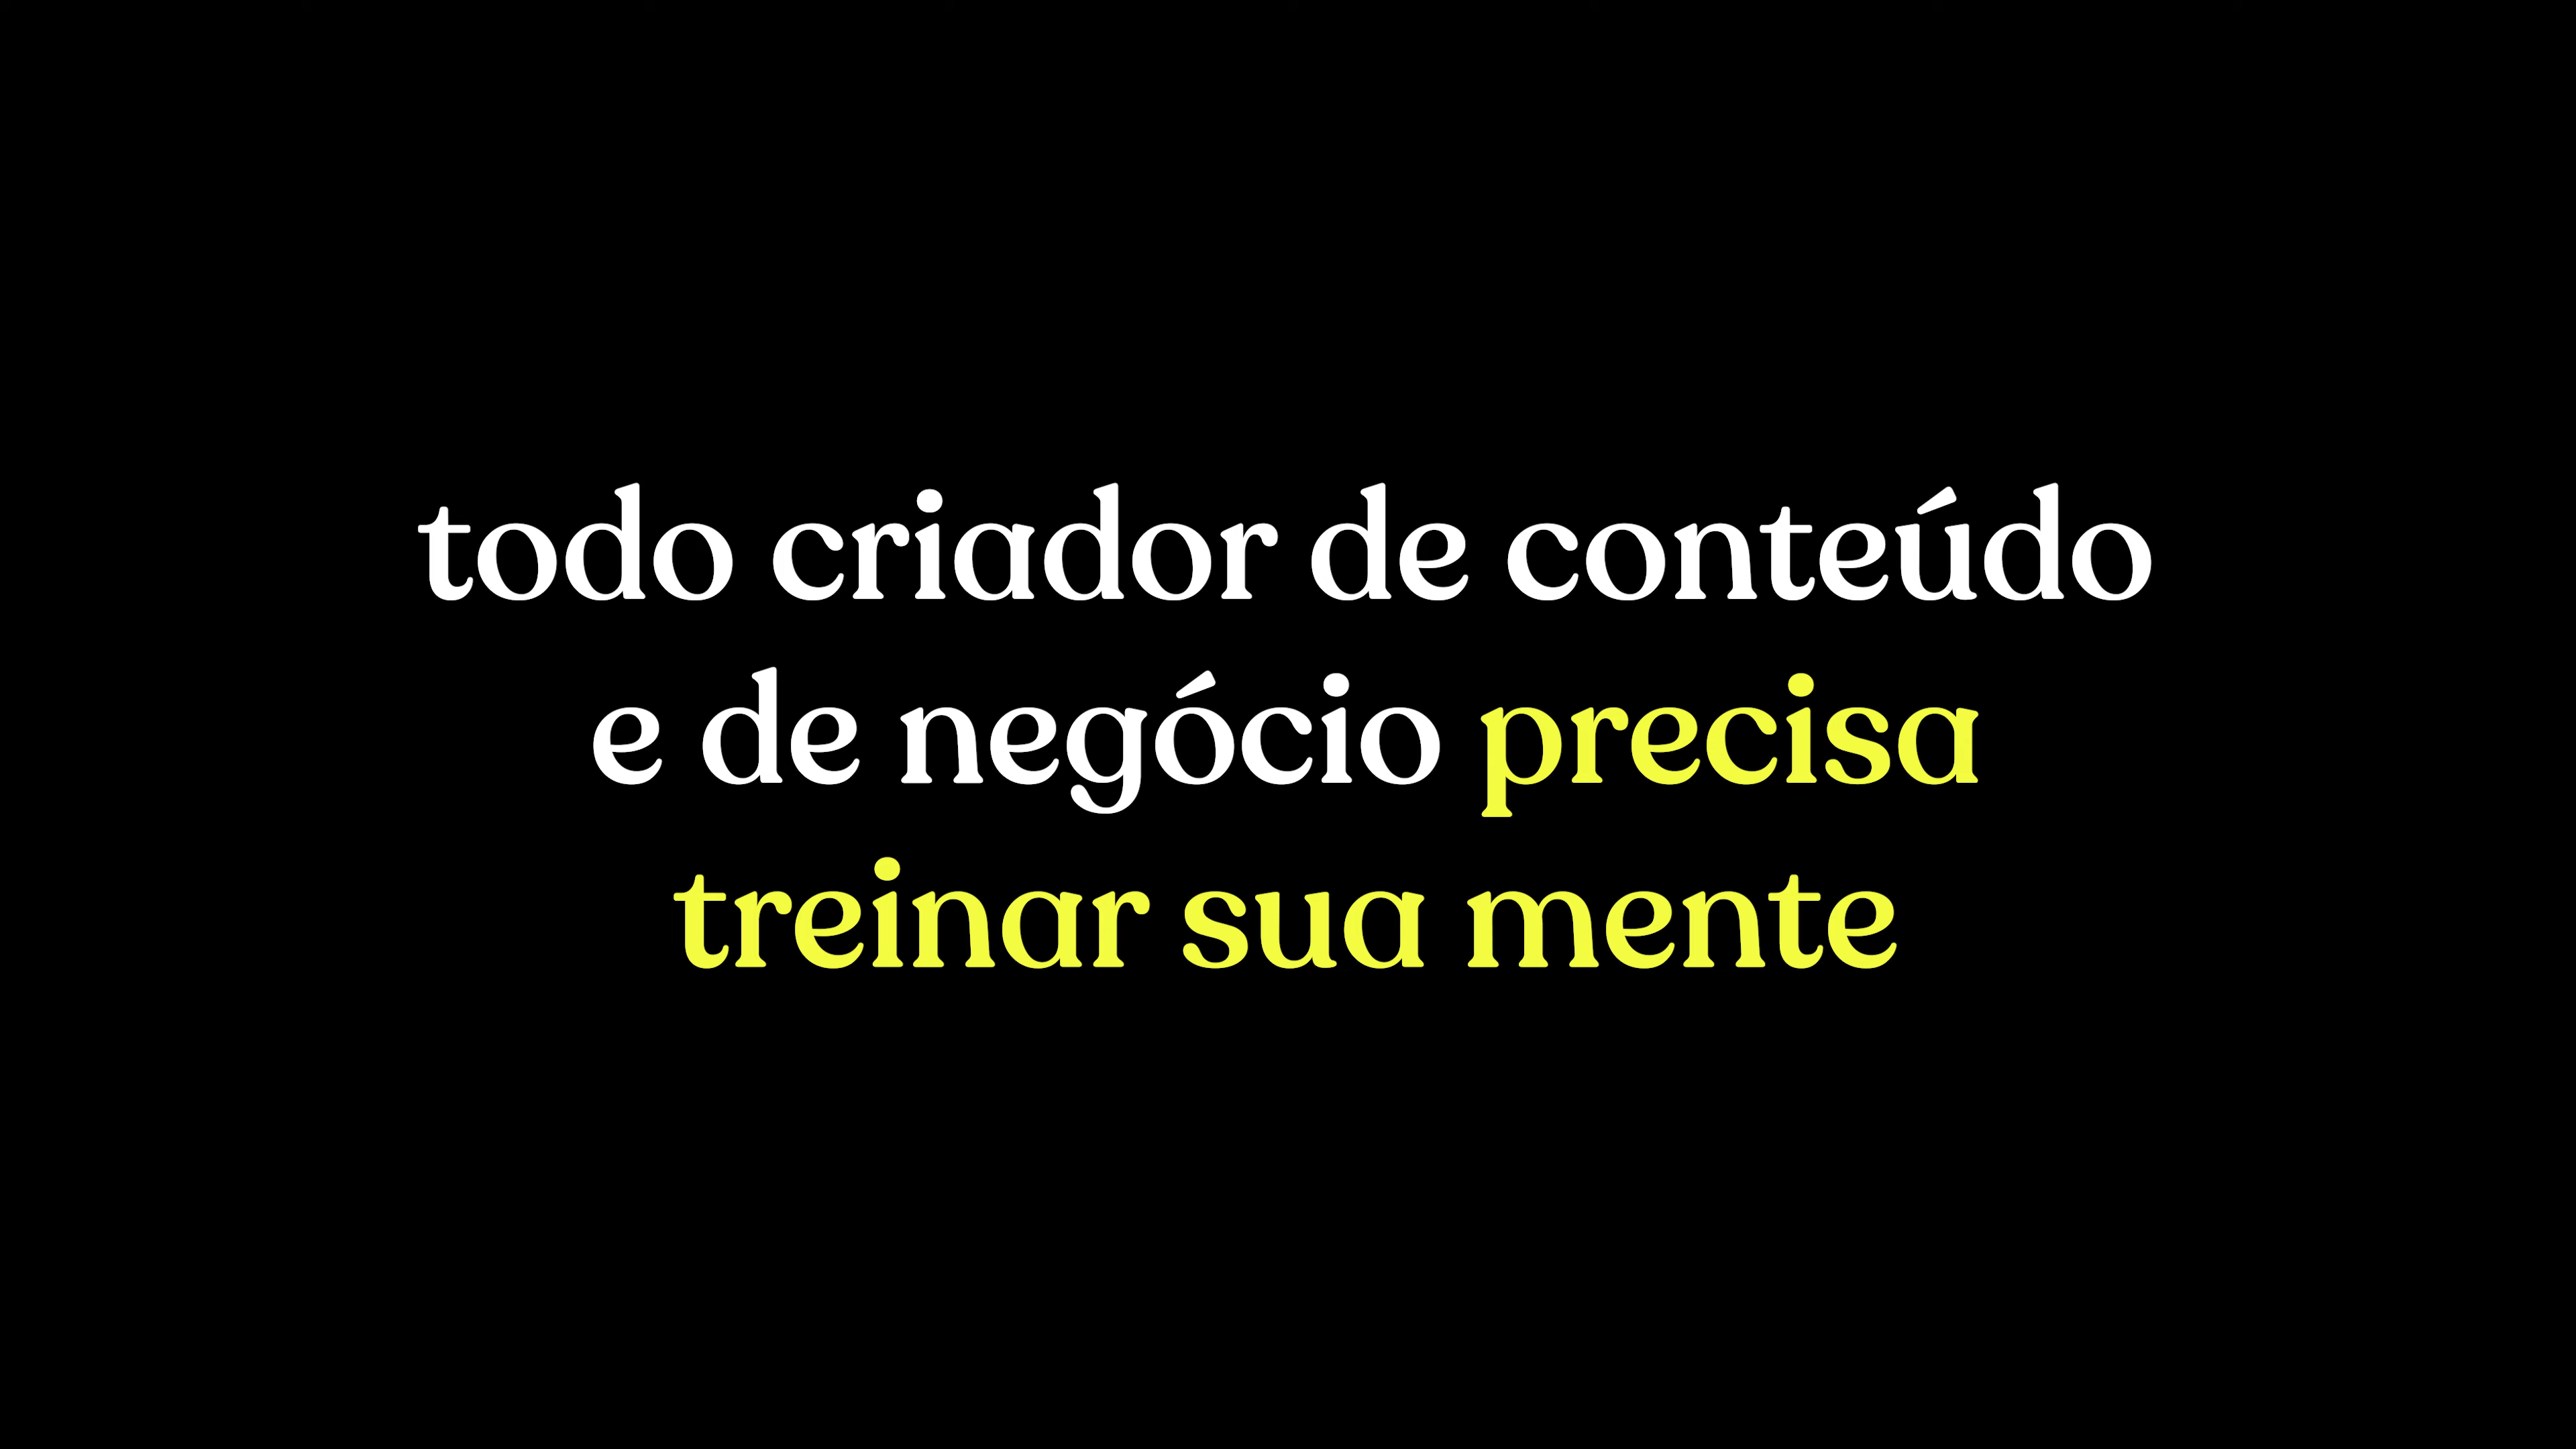 todo criador de conteúdo
e de negócio precisa
treinar sua mente